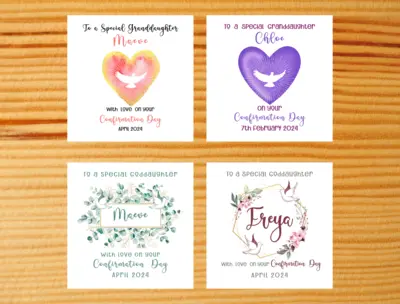 To a Special Granddaughter
Maeve
With love on your
Confirmation Day
April 2024
To a special granddaughter
Chloe
on your
Confirmation Day
7th February 2024
To a special goddaughter
Maeve
With love on your
Confirmation Day
April 2024
To a special goddaughter
Freya
With love on your Confirmation Day
April 2024